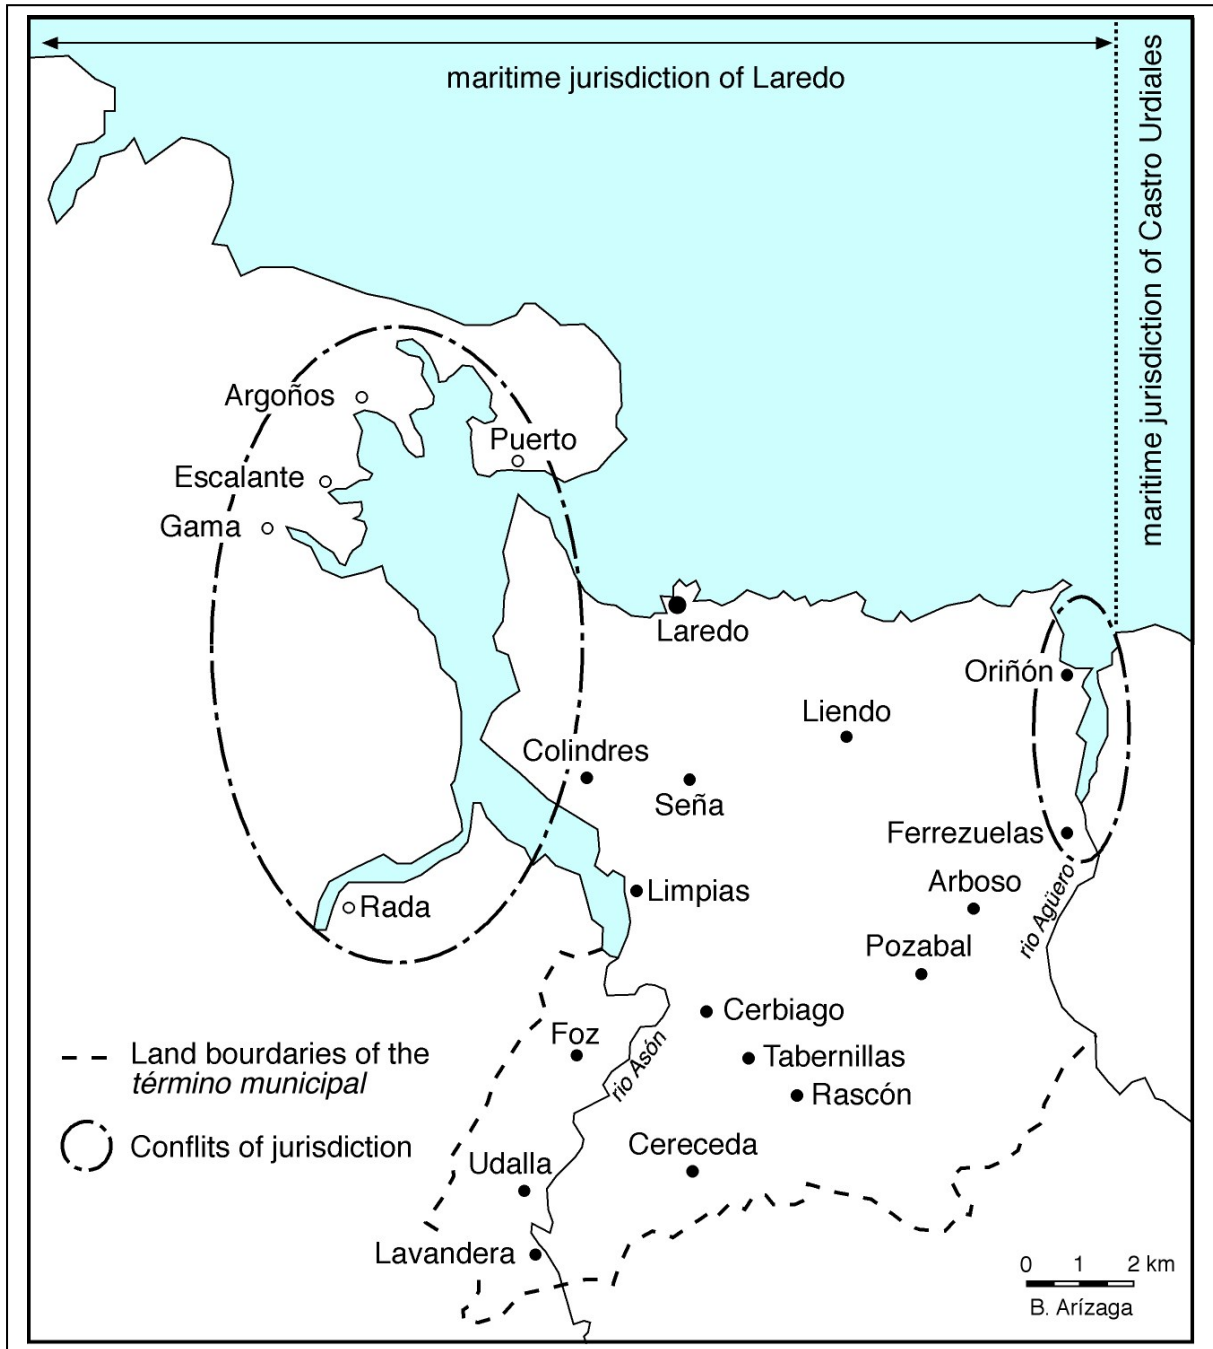 maritime jurisdiction of Laredo
maritime jurisdiction of Castro Urdiales
Argoños
Puerto
Escalante
Gama
Laredo
Oriñón
Liendo
Colindres
Seña
Ferrezuelas
Arboso
Limpias
Rada
rio Agüero
Pozabal
Cerbiago
Foz
Tabernillas
rio Asón
Rascón
Land bourdaries of the
término municipal
Conflits of jurisdiction
Cereceda
Udalla
Lavandera
0 1 2 km
B. Arízaga